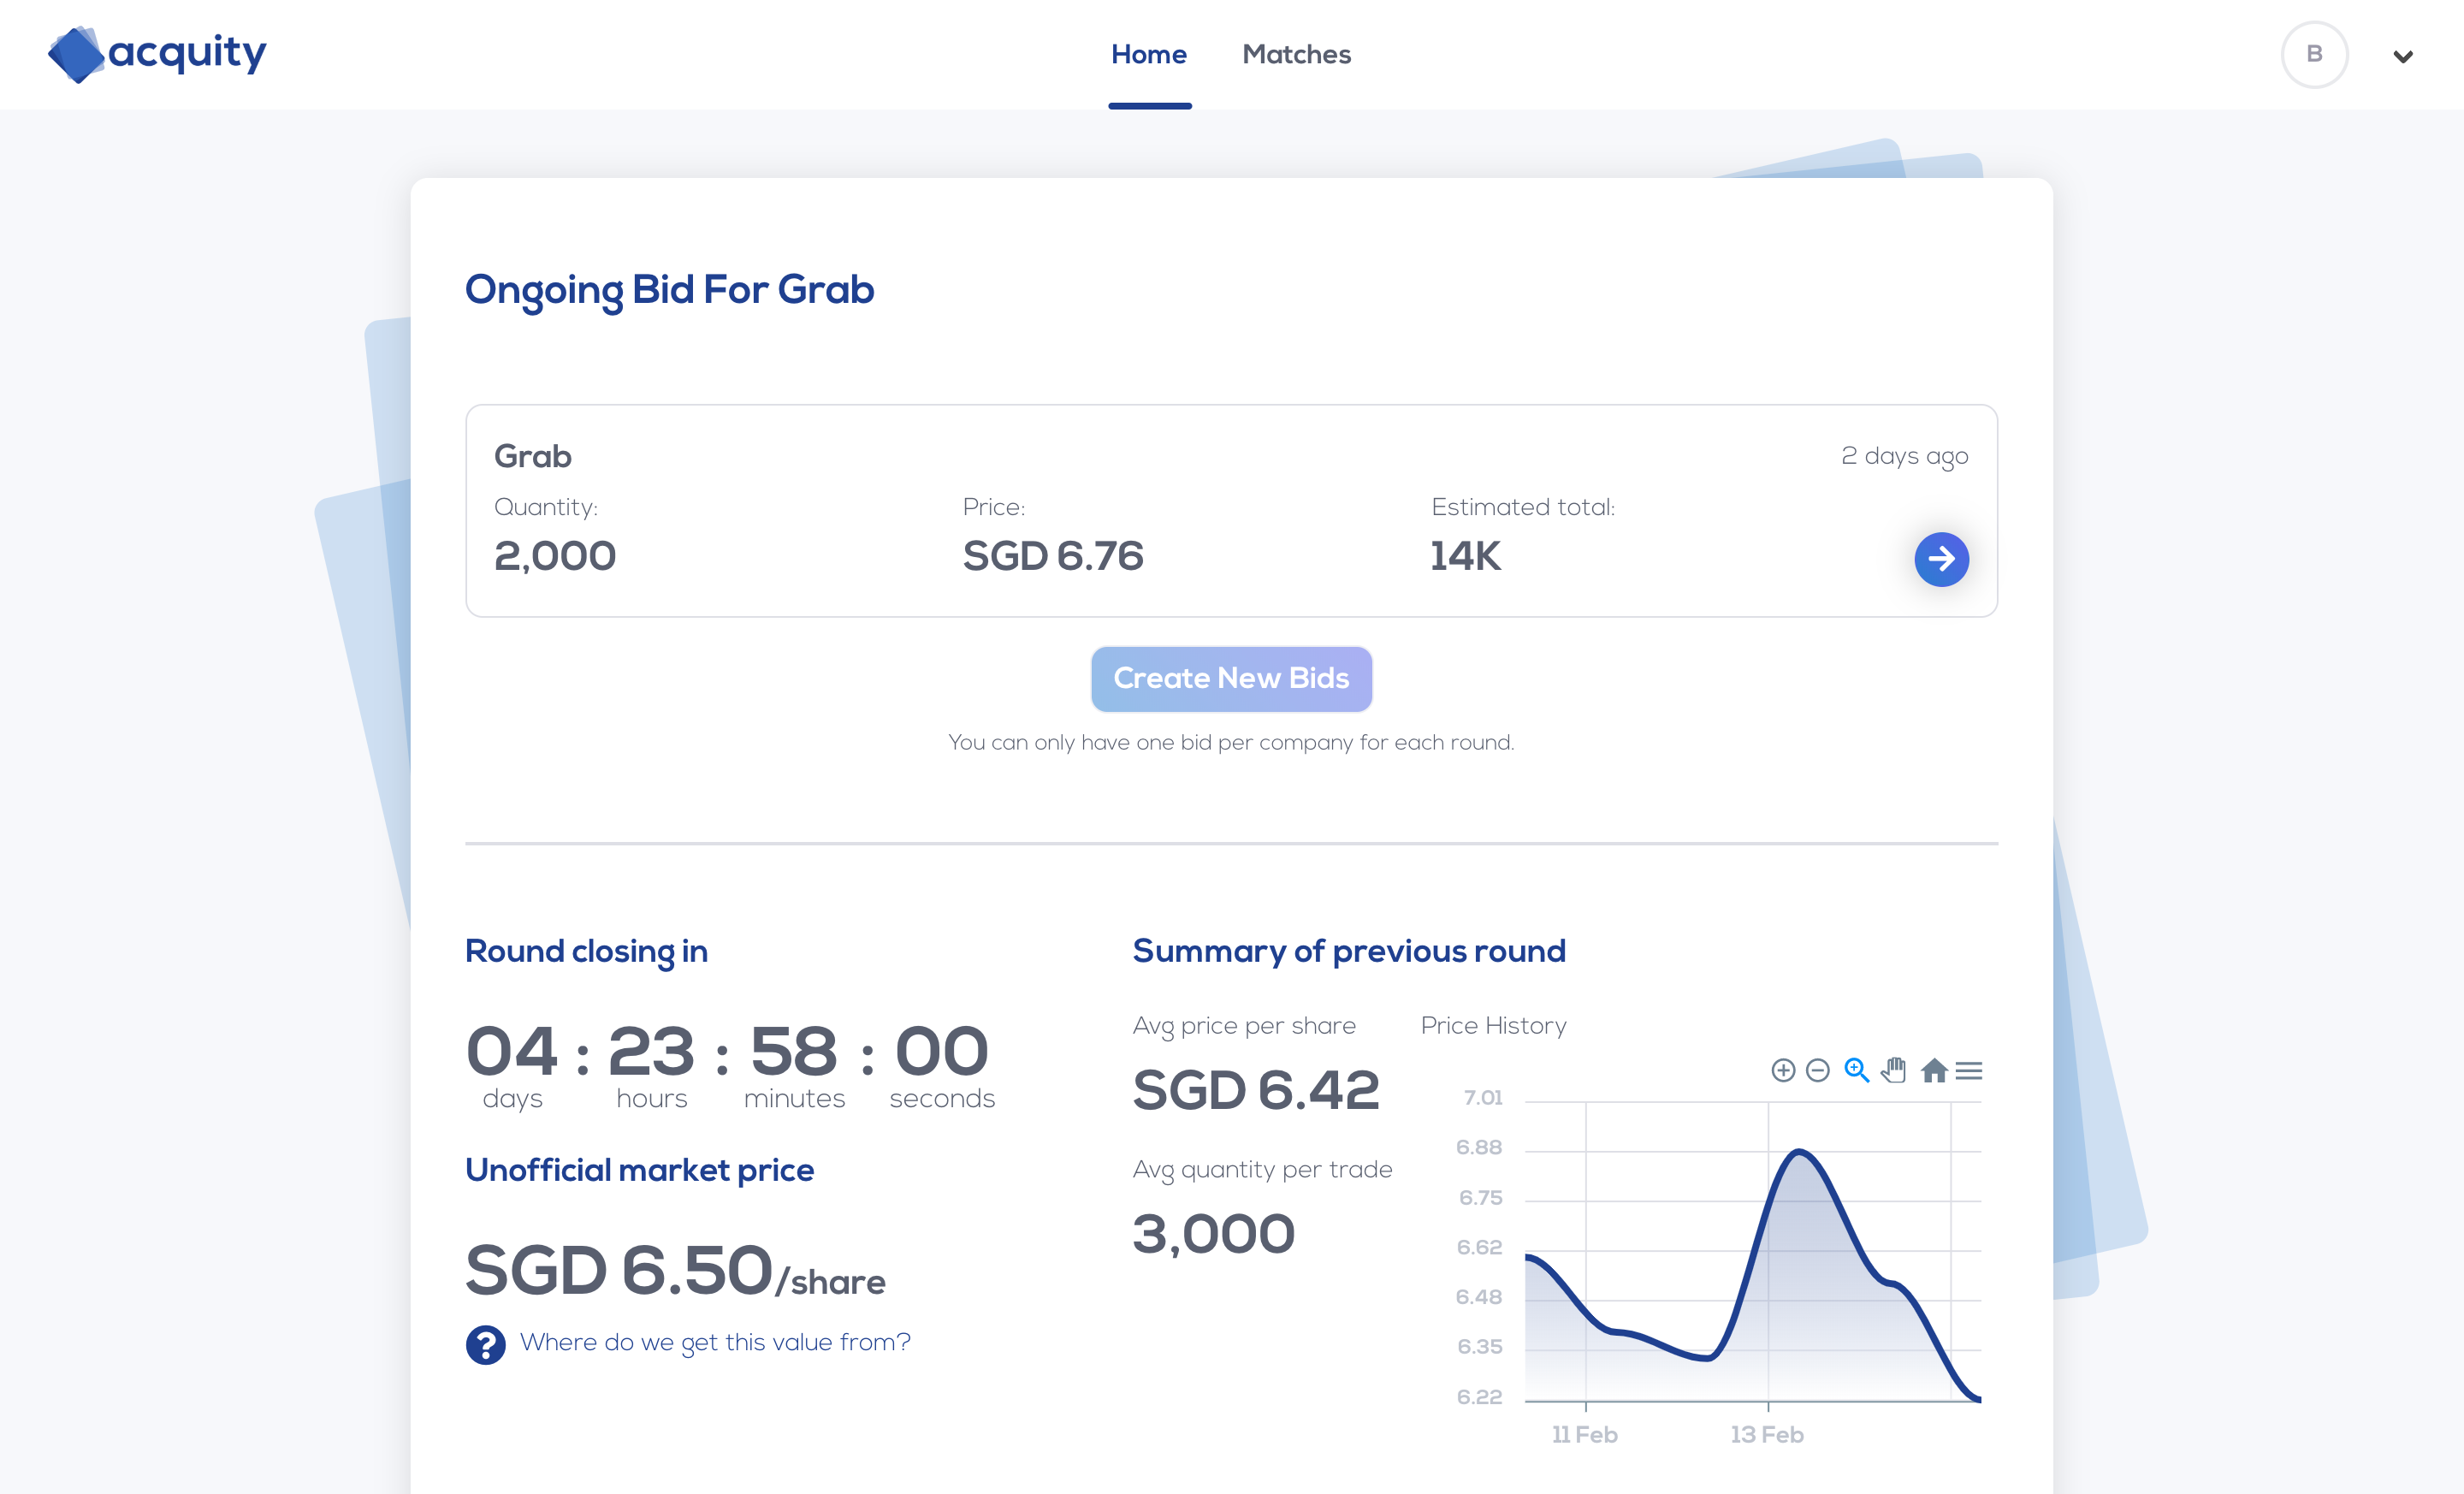 acquity
Home Matches
B
Ongoing Bid For Grab
Grab
2 days ago
Quantity: Price: Estimated total:
2,000 SGD 6.76 14K
Create New Bids
You can only have one bid per company for each round.
Round closing in
04 : 23 : 58 : 00
days hours minutes seconds
Unofficial market price
SGD 6.50/share
? Where do we get this value from?
Summary of previous round
Avg price per share
SGD 6.42
Avg quantity per trade
3,000
Price History
7.01
6.88
6.75
6.62
6.48
6.35
6.22
11 Feb 13 Feb